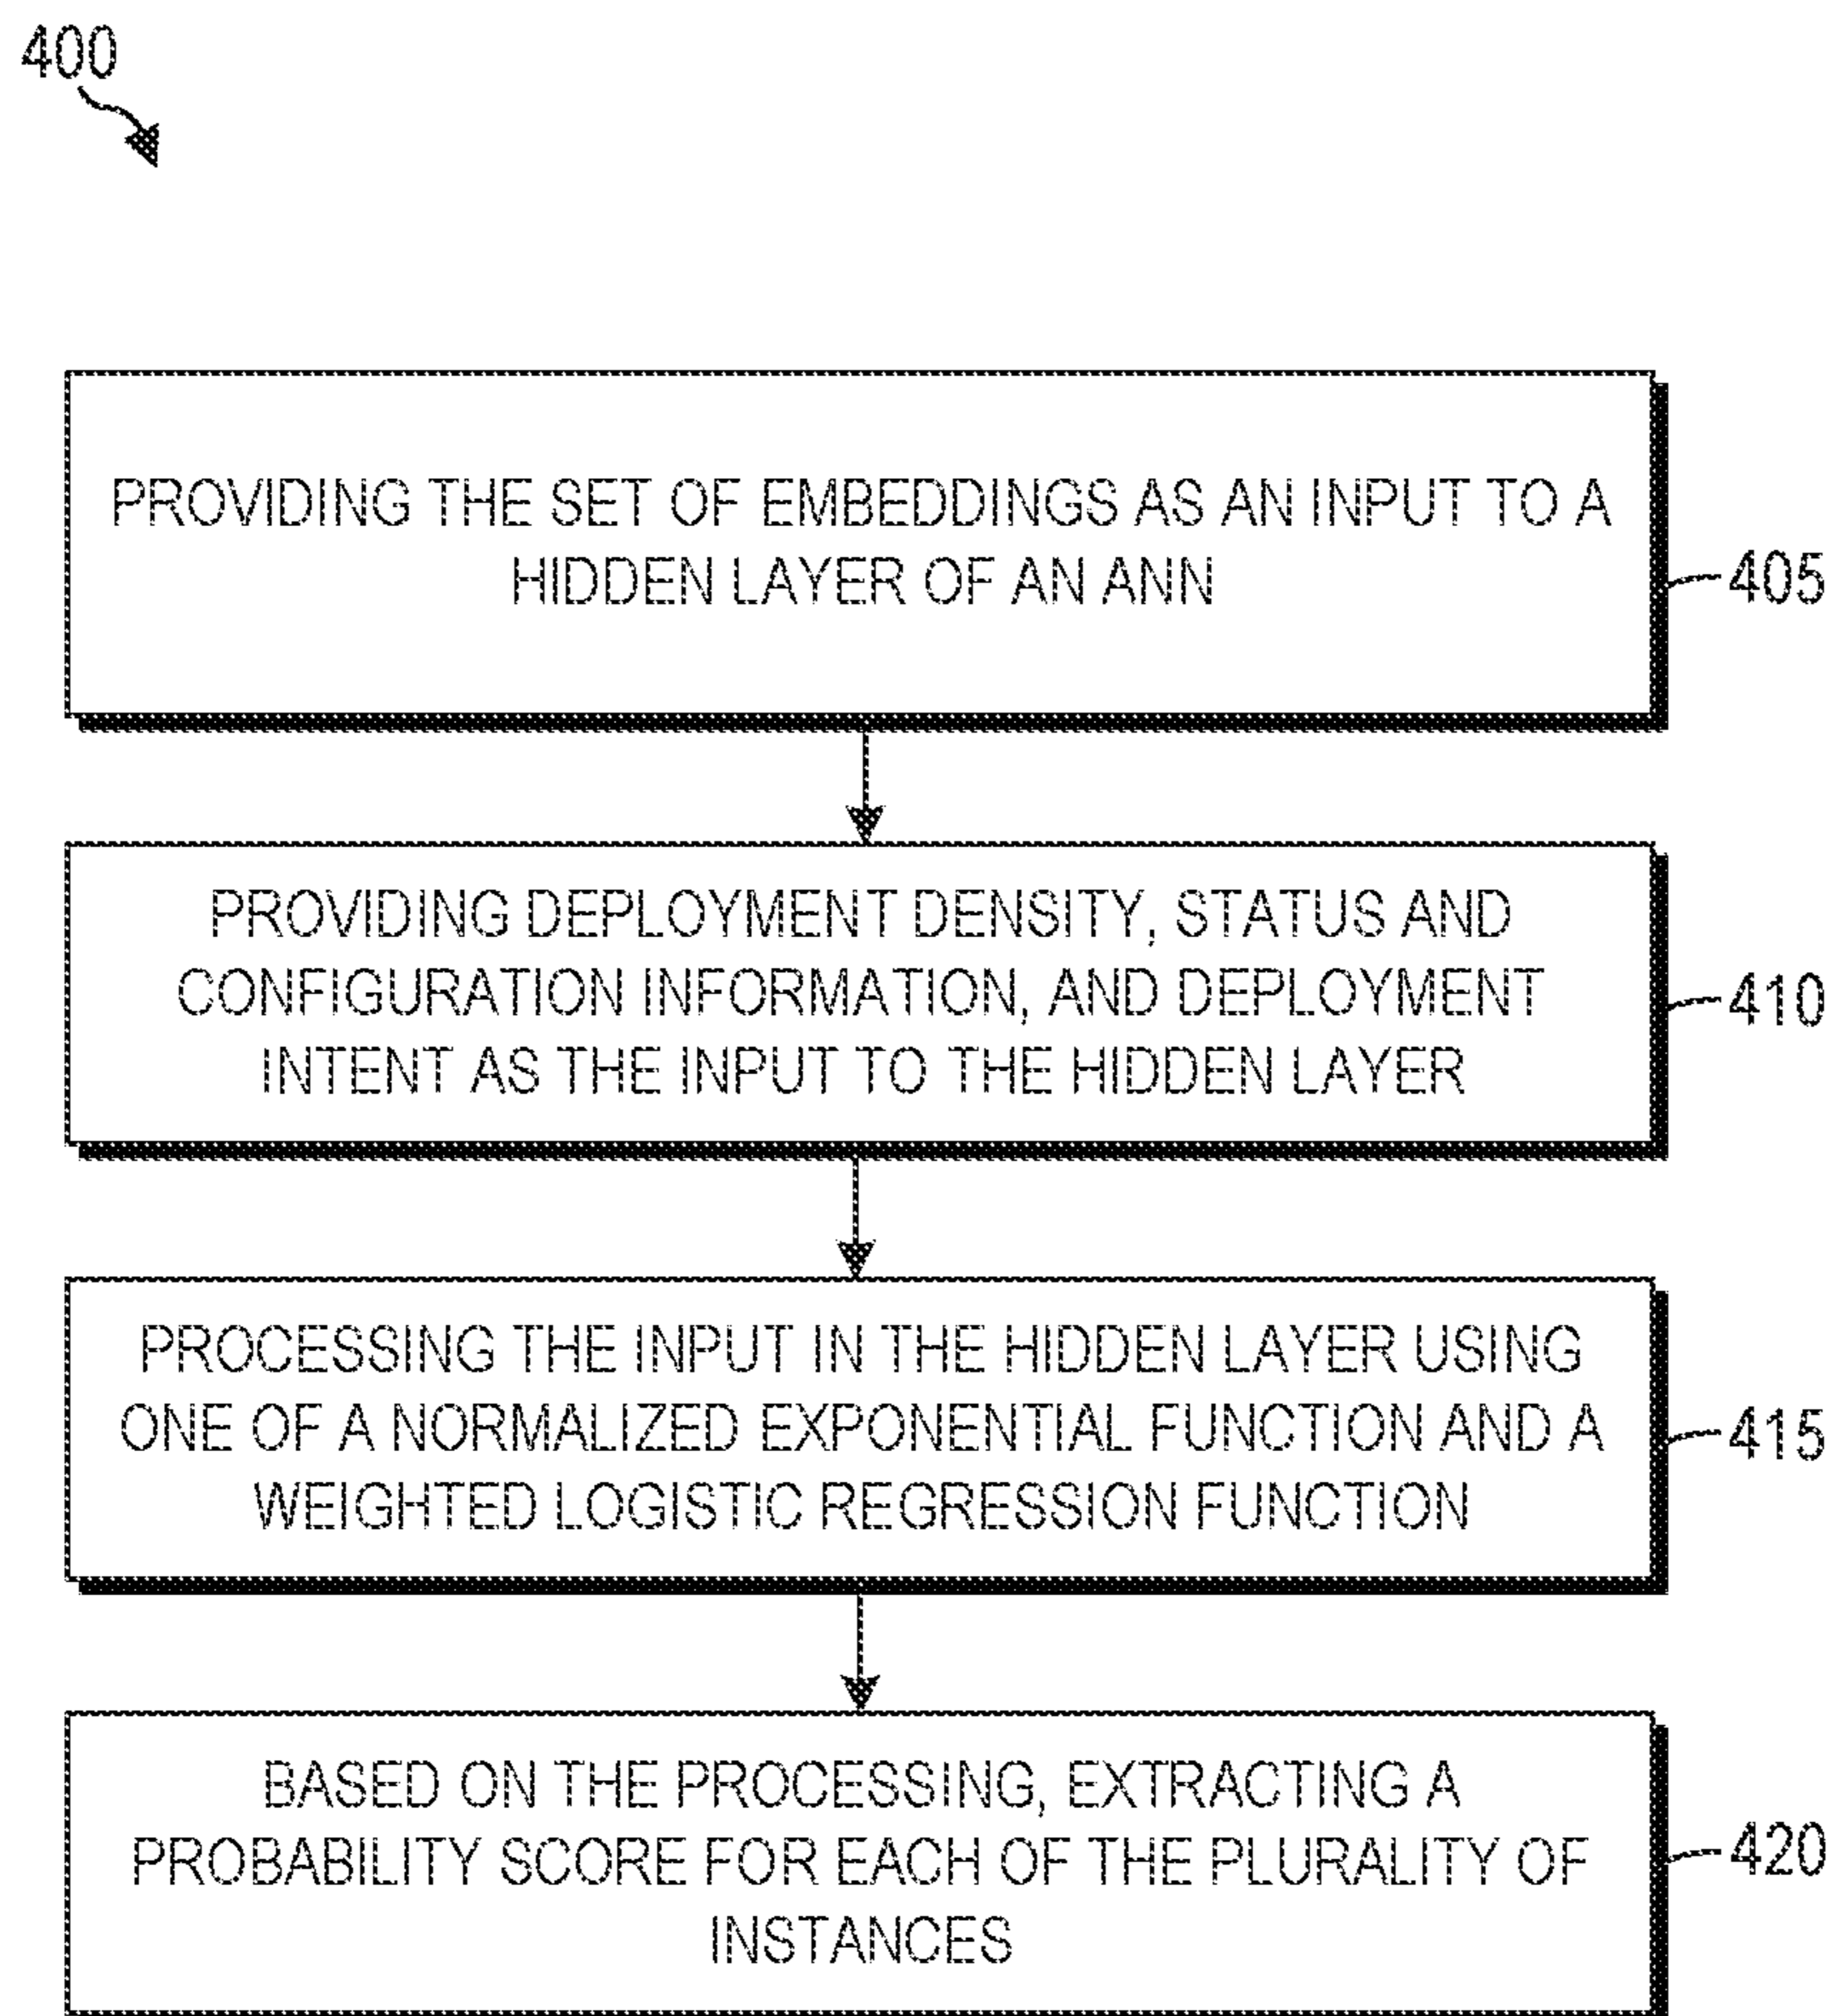 400
PROVIDING THE SET OF EMBEDDINGS AS AN INPUT TO A
HIDDEN LAYER OF AN ANN
405
PROVIDING DEPLOYMENT DENSITY, STATUS AND
CONFIGURATION INFORMATION, AND DEPLOYMENT
INTENT AS THE INPUT TO THE HIDDEN LAYER
410
PROCESSING THE INPUT IN THE HIDDEN LAYER USING
ONE OF A NORMALIZED EXPONENTIAL FUNCTION AND A
WEIGHTED LOGISTIC REGRESSION FUNCTION
415
BASED ON THE PROCESSING, EXTRACTING A
PROBABILITY SCORE FOR EACH OF THE PLURALITY OF
INSTANCES
420